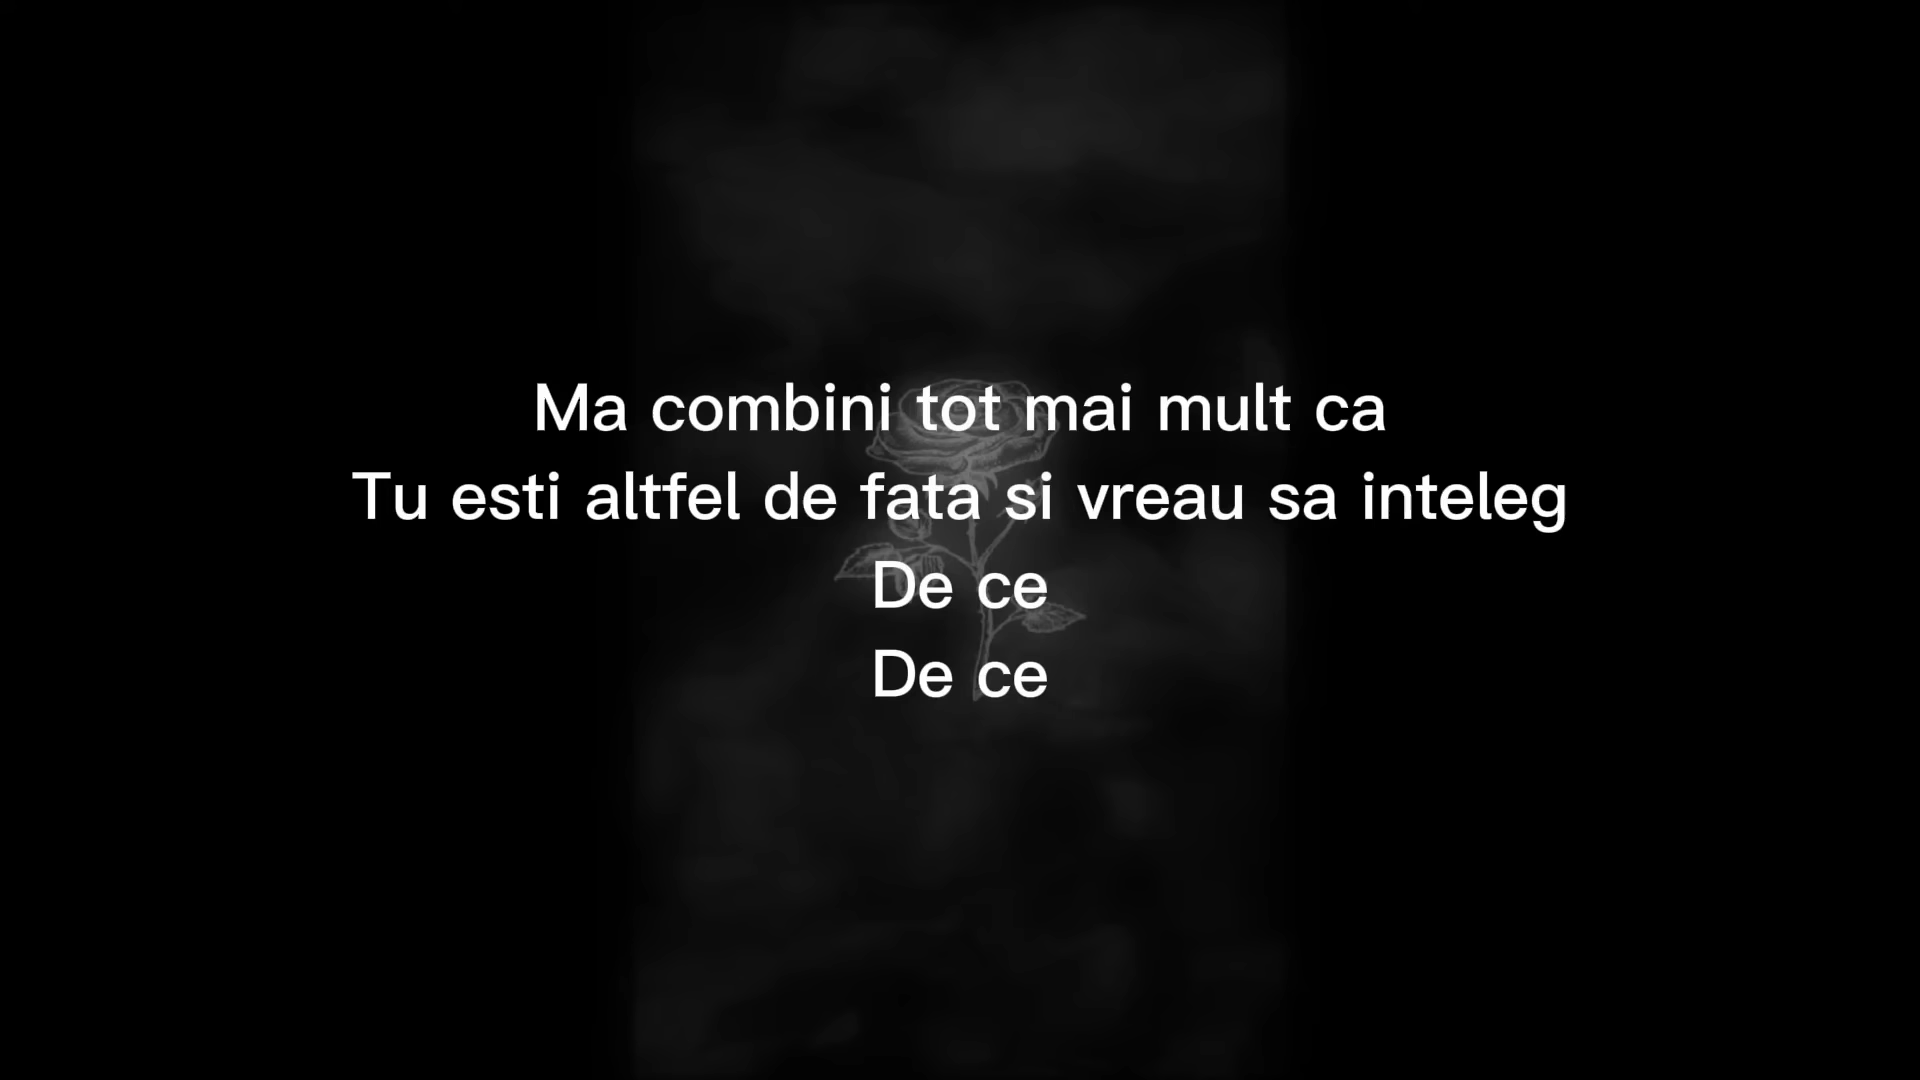 Ma combini tot mai mult ca
Tu esti altfel de fata si vreau sa inteleg
De ce
De ce